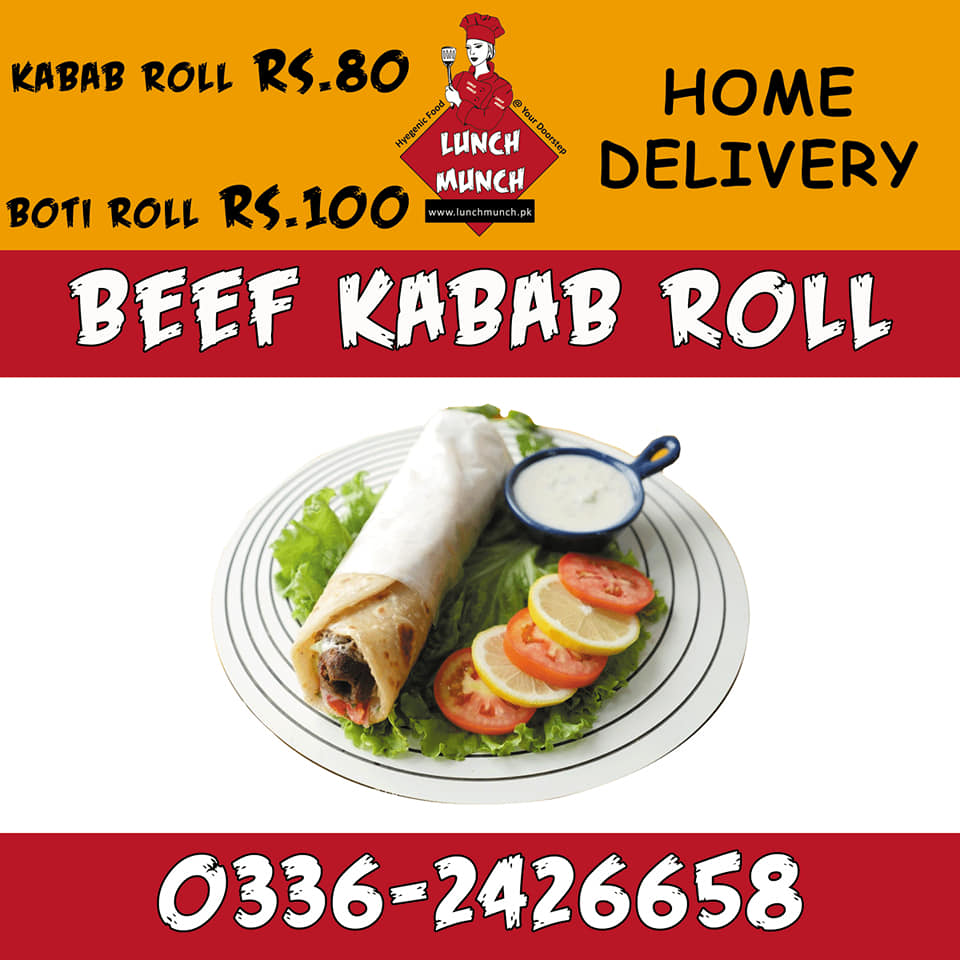 KABAB ROLL RS.80
BOTI ROLL RS.100
Hyegenic Food @ Your Doorstep
LUNCH
MUNCH
www.lunchmunch.pk
HOME
DELIVERY
BEEF KABAB ROLL
0336-2426658